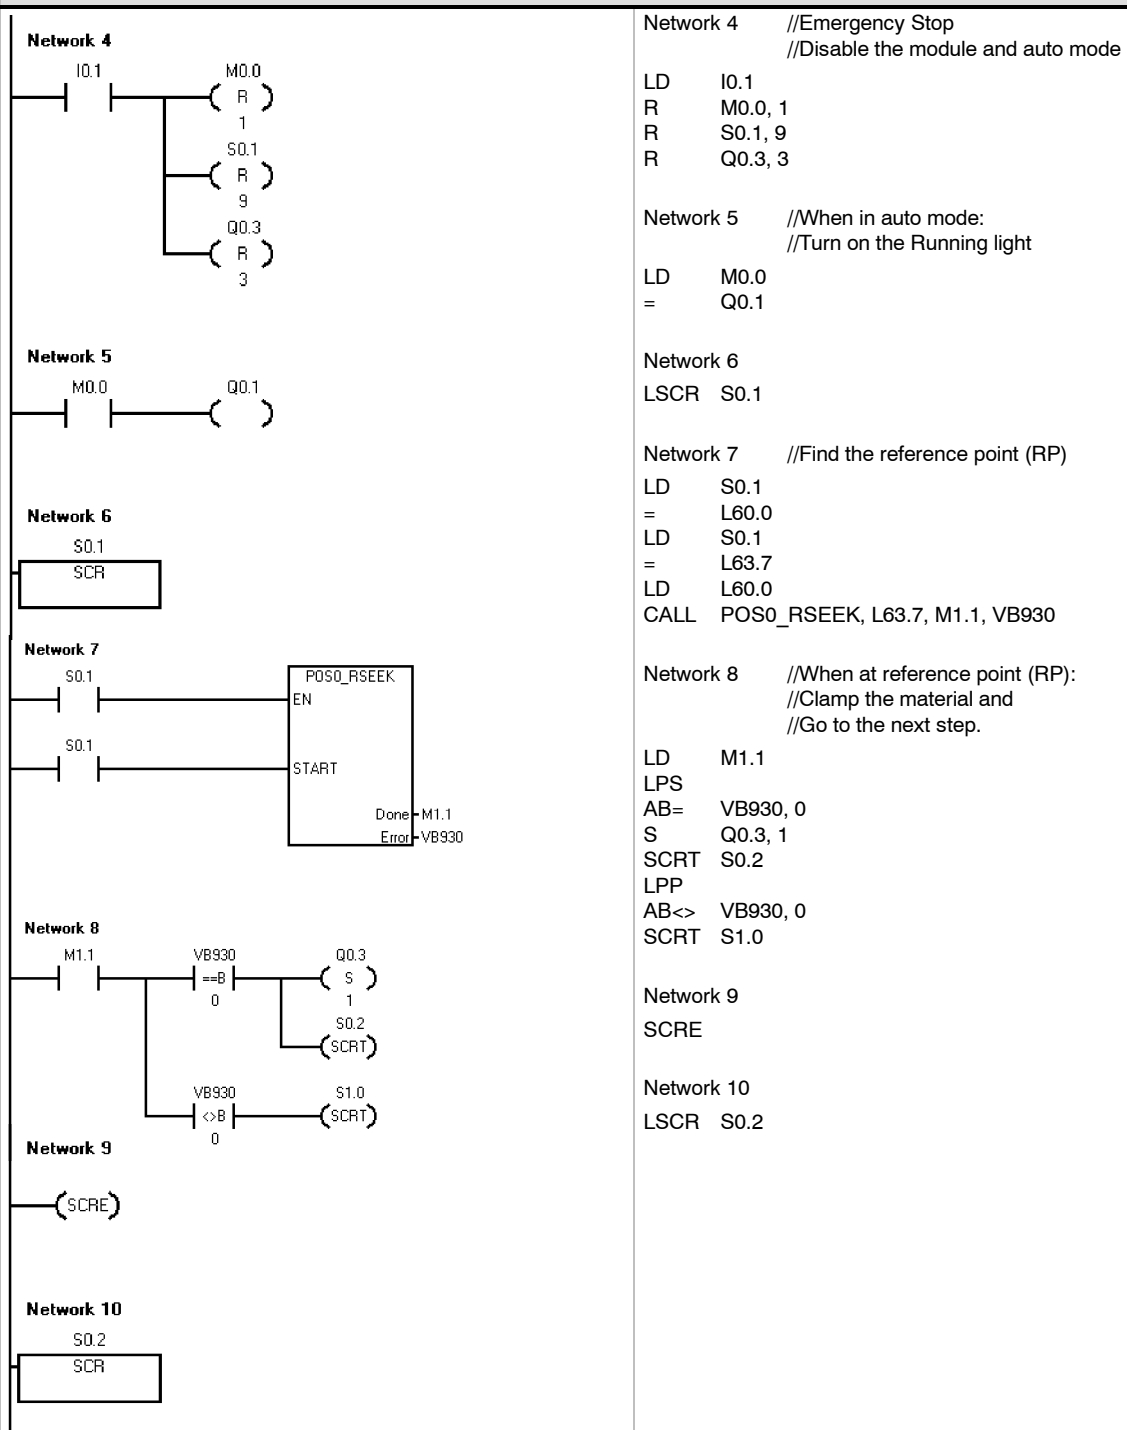 Network 4
I0.1 M0.0
R
1
S0.1
R
9
Q0.3
R
3
Network 5
M0.0 Q0.1
Network 6
S0.1
SCR
Network 7
S0.1 POS0_RSEEK
EN
S0.1
START
Done M1.1
Error VB930
Network 8
M1.1 VB930 Q0.3
==B S
0 1
S0.2
SCRT
VB930 S1.0
<>B SCRT
0
Network 9
SCRE
Network 10
S0.2
SCR
Network 4 //Emergency Stop
//Disable the module and auto mode
LD I0.1
R M0.0, 1
R S0.1, 9
R Q0.3, 3
Network 5 //When in auto mode:
//Turn on the Running light
LD M0.0
= Q0.1
Network 6
LSCR S0.1
Network 7 //Find the reference point (RP)
LD S0.1
= L60.0
LD S0.1
= L63.7
LD L60.0
CALL POS0_RSEEK, L63.7, M1.1, VB930
Network 8 //When at reference point (RP):
//Clamp the material and
//Go to the next step.
LD M1.1
LPS
AB= VB930, 0
S Q0.3, 1
SCRT S0.2
LPP
AB<> VB930, 0
SCRT S1.0
Network 9
SCRE
Network 10
LSCR S0.2